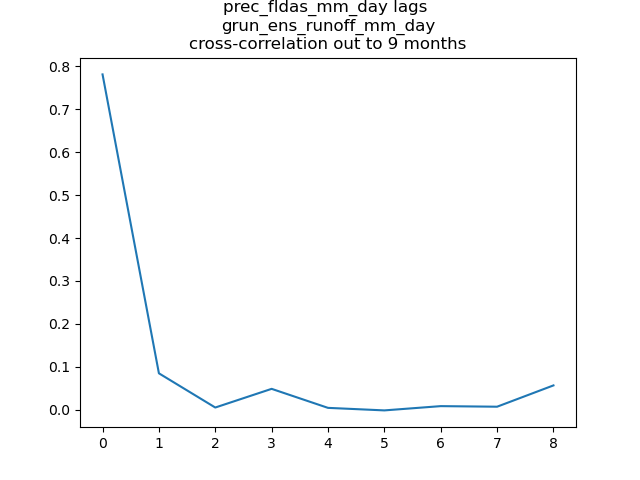 prec_fldas_mm_day lags
grun_ens_runoff_mm_day
cross-correlation out to 9 months
0.8
0.7
0.6
0.5
0.4
0.3
0.2
0.1
0.0
0 1 2 3 4 5 6 7 8